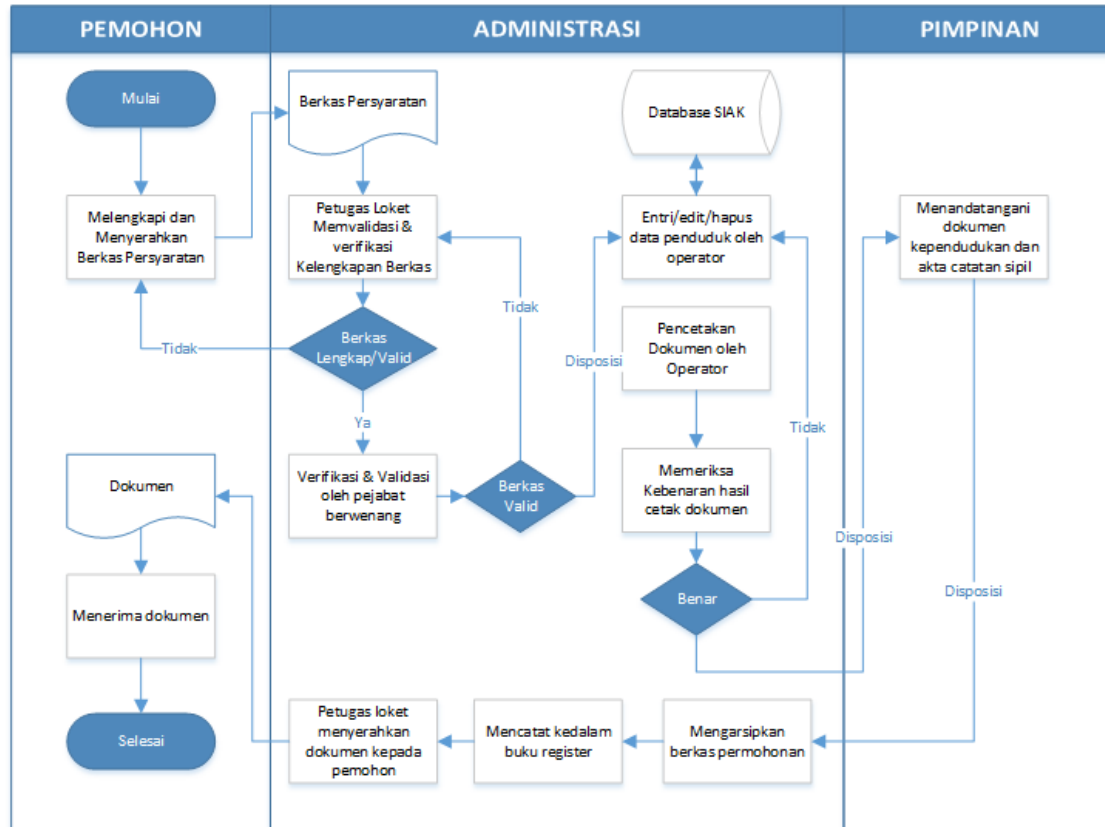 PEMOHON
ADMINISTRASI
PIMPINAN
Mulai
Berkas Persyaratan
Database SIAK
Melengkapi dan
Menyerahkan
Berkas Persyaratan
Petugas Loket
Memvalidasi &
verifikasi
Kelengkapan Berkas
Entri/edit/hapus
data penduduk oleh
operator
Menandatangani
dokumen
kependudukan dan
akta catatan sipil
Tidak
Berkas
Lengkap/Valid
Tidak
Disposisi
Pencetakan
Dokumen oleh
Operator
Ya
Tidak
Dokumen
Verifikasi & Validasi
oleh pejabat
berwenang
Berkas
Valid
Memeriksa
Kebenaran hasil
cetak dokumen
Disposisi
Disposisi
Menerima dokumen
Benar
Selesai
Petugas loket
menyerahkan
dokumen kepada
pemohon
Mencatat kedalam
buku register
Mengarsipkan
berkas permohonan